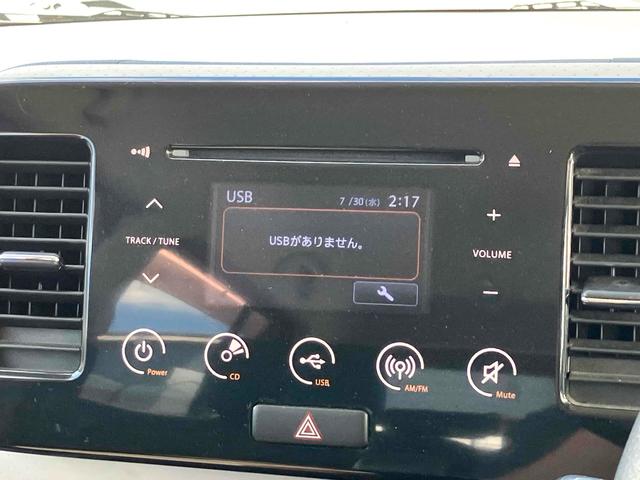 USB 7/30(水) 2:17
USBがありません。
TRACK / TUNE
+
VOLUME
−
Power
CD
USB
AM/FM
Mute